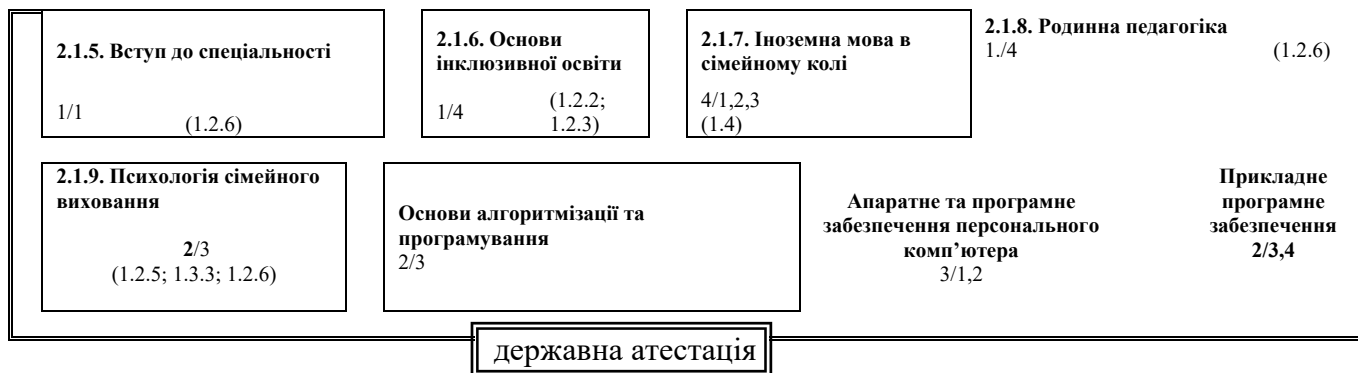 2.1.5. Вступ до спеціальності
1/1
(1.2.6)
2.1.6. Основи
інклюзивної освіти
1/4
(1.2.2;
1.2.3)
2.1.7. Іноземна мова в
сімейному колі
4/1,2,3
(1.4)
2.1.8. Родинна педагогіка
1./4
(1.2.6)
2.1.9. Психологія сімейного
виховання
2/3
(1.2.5; 1.3.3; 1.2.6)
Основи алгоритмізації та
програмування
2/3
Апаратне та програмне
забезпечення персонального
комп’ютера
3/1,2
Прикладне
програмне
забезпечення
2/3,4
державна атестація